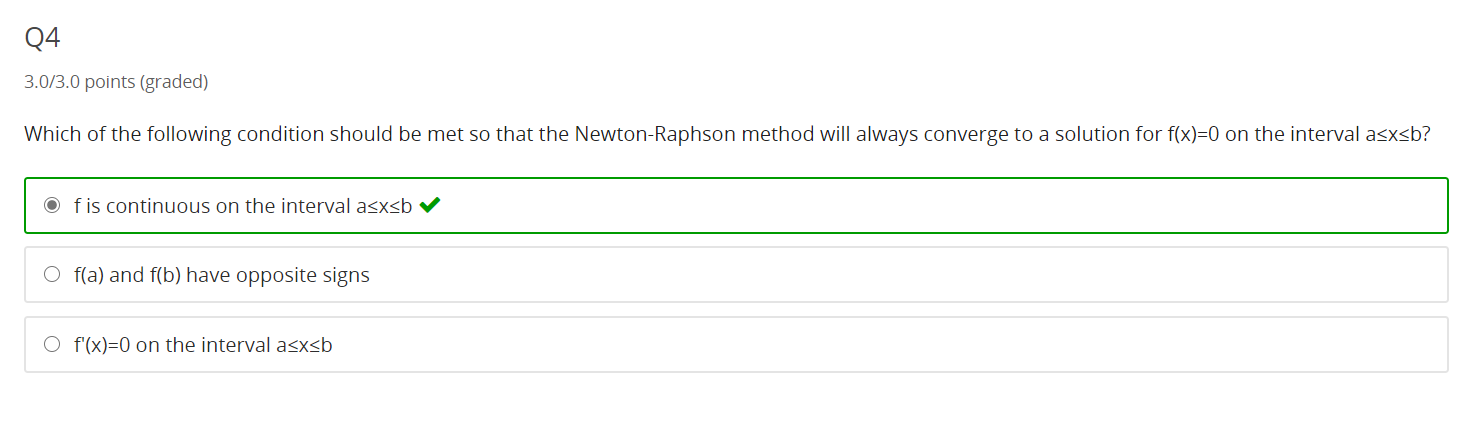 Q4
3.0/3.0 points (graded)
Which of the following condition should be met so that the Newton-Raphson method will always converge to a solution for f(x)=0 on the interval a≤x≤b?
f is continuous on the interval a≤x≤b
f(a) and f(b) have opposite signs
f'(x)=0 on the interval a≤x≤b